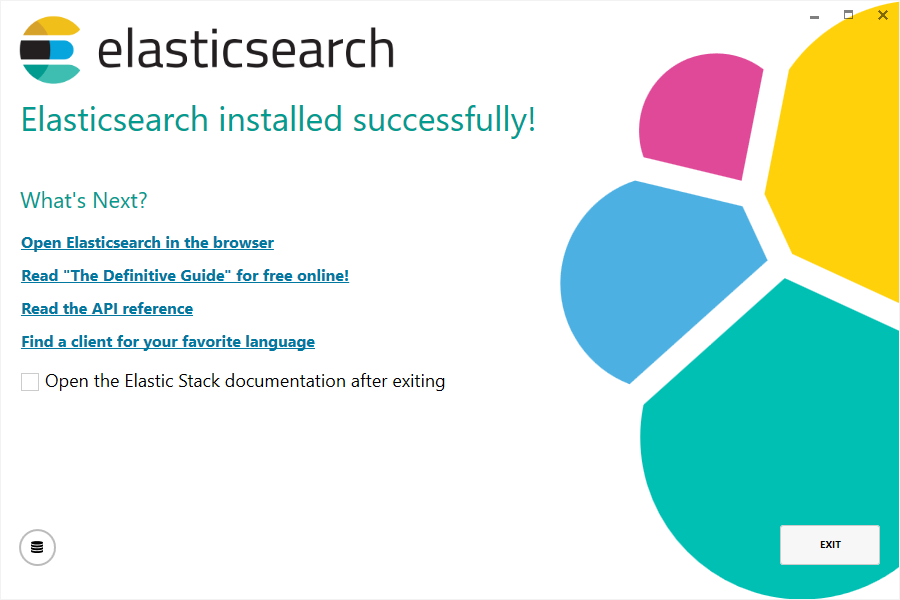 elasticsearch
Elasticsearch installed successfully!
What's Next?
Open Elasticsearch in the browser
Read "The Definitive Guide" for free online!
Read the API reference
Find a client for your favorite language
Open the Elastic Stack documentation after exiting
EXIT